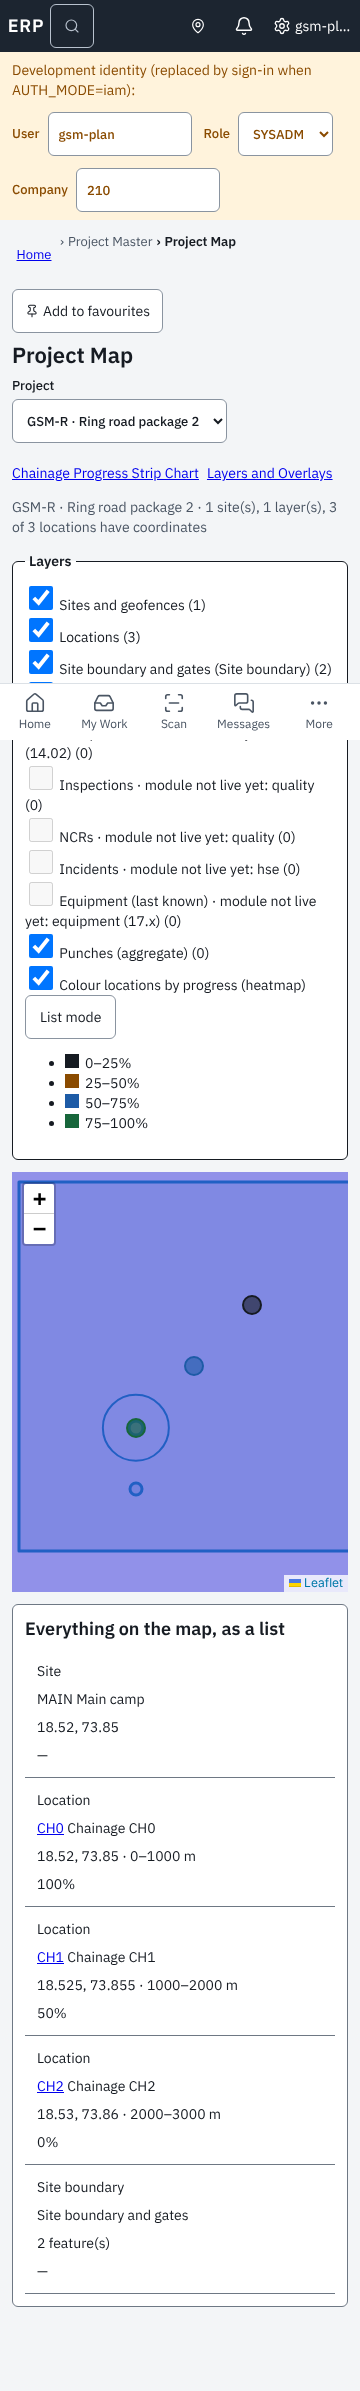 ERP
gsm-pl...
Development identity (replaced by sign-in when
AUTH_MODE=iam):
User gsm-plan Role SYSADM
Company 210
Home › Project Master › Project Map
Add to favourites
Project Map
Project
GSM-R · Ring road package 2
Chainage Progress Strip Chart Layers and Overlays
GSM-R · Ring road package 2 · 1 site(s), 1 layer(s), 3
of 3 locations have coordinates
Layers
Sites and geofences (1)
Locations (3)
Site boundary and gates (Site boundary) (2)
Home My Work Scan Messages More
(14.02) (0)
Inspections · module not live yet: quality
(0)
NCRs · module not live yet: quality (0)
Incidents · module not live yet: hse (0)
Equipment (last known) · module not live
yet: equipment (17.x) (0)
Punches (aggregate) (0)
Colour locations by progress (heatmap)
List mode
0–25%
25–50%
50–75%
75–100%
+
−
Leaflet
Everything on the map, as a list
Site
MAIN Main camp
18.52, 73.85
—
Location
CH0 Chainage CH0
18.52, 73.85 · 0–1000 m
100%
Location
CH1 Chainage CH1
18.525, 73.855 · 1000–2000 m
50%
Location
CH2 Chainage CH2
18.53, 73.86 · 2000–3000 m
0%
Site boundary
Site boundary and gates
2 feature(s)
—